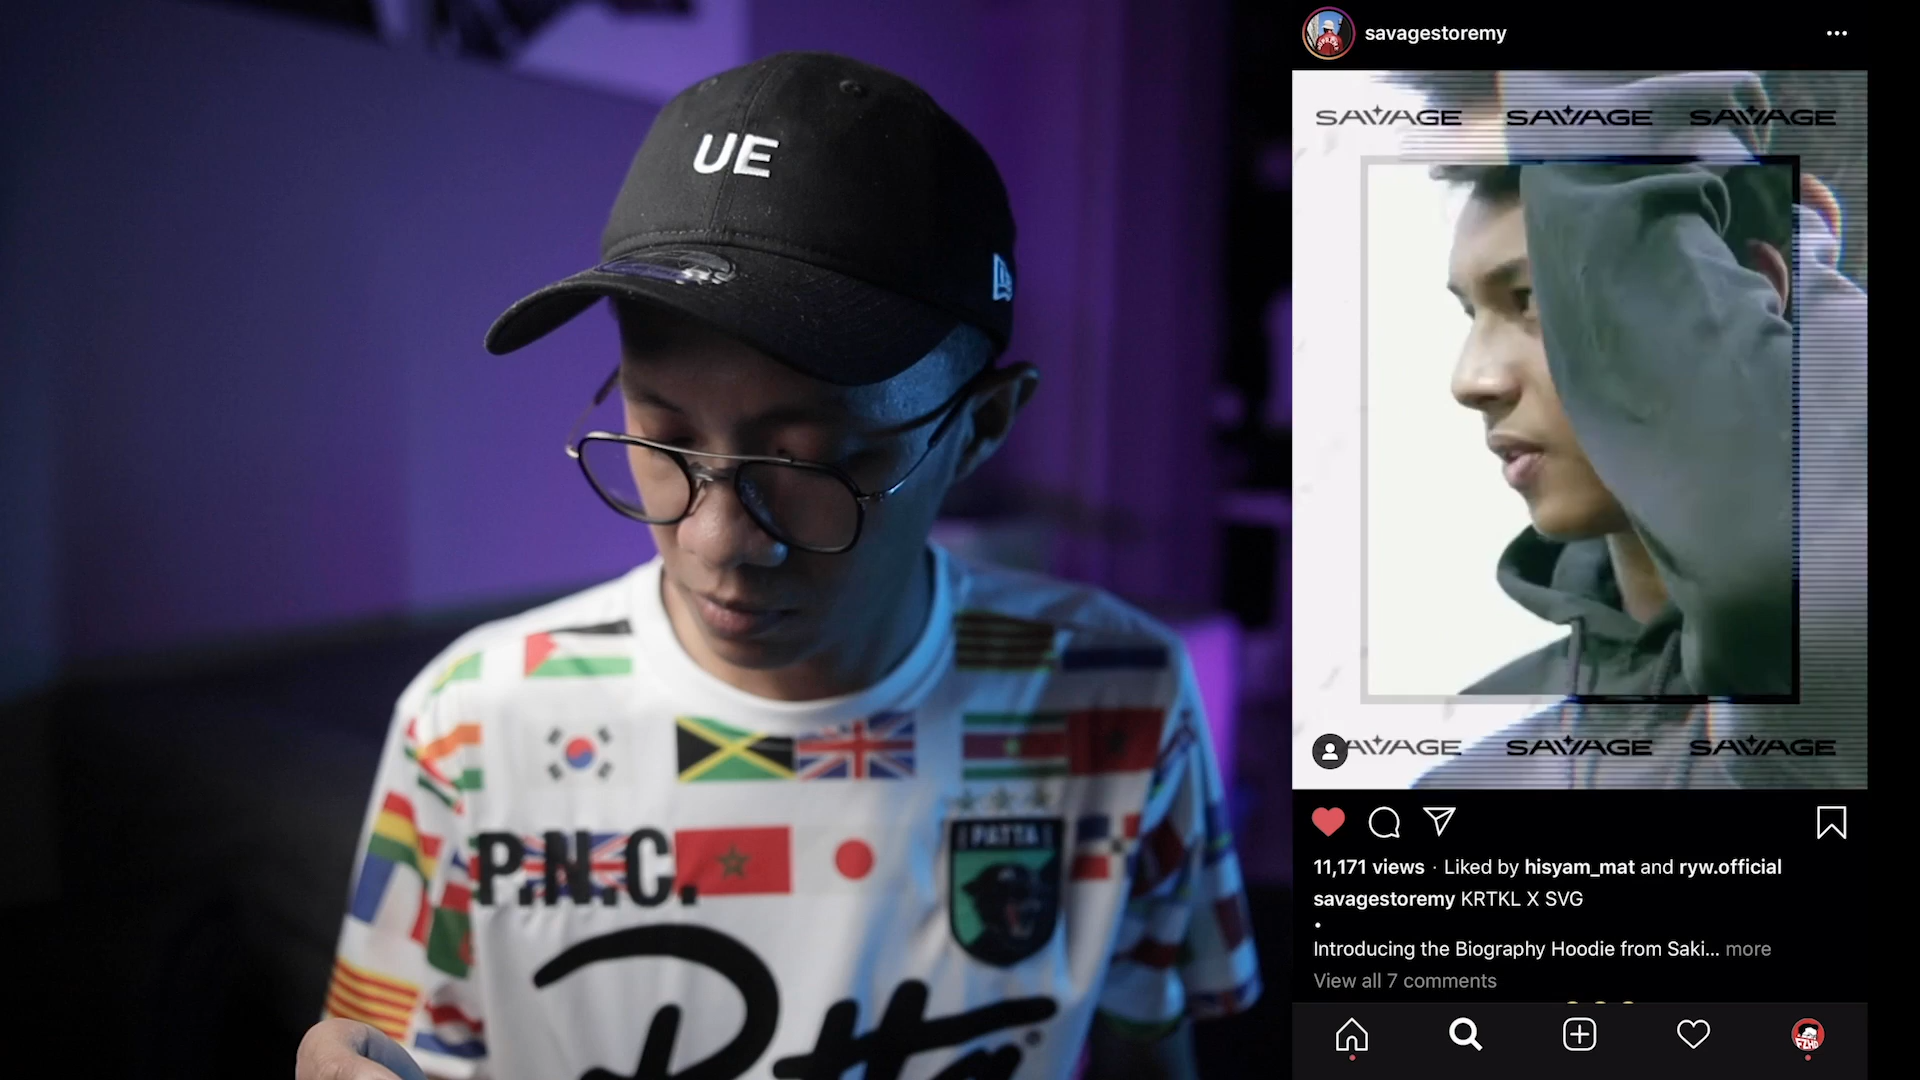 UE
PATTA
P.N.C.
Patta
savagestoremy
SAVAGE SAVAGE SAVAGE
AVAGE SAVAGE SAVAGE
11,171 views · Liked by hisyam_mat and ryw.official
savagestoremy KRTKL X SVG
•
Introducing the Biography Hoodie from Saki... more
View all 7 comments